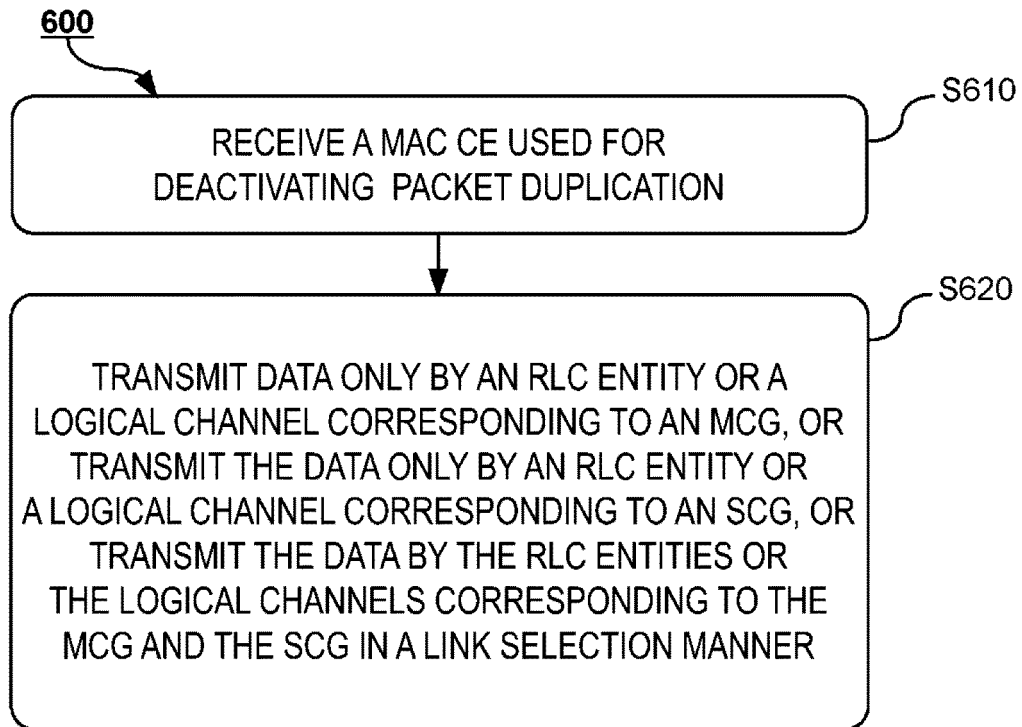 600
S610
RECEIVE A MAC CE USED FOR
DEACTIVATING PACKET DUPLICATION
S620
TRANSMIT DATA ONLY BY AN RLC ENTITY OR A
LOGICAL CHANNEL CORRESPONDING TO AN MCG, OR
TRANSMIT THE DATA ONLY BY AN RLC ENTITY OR
A LOGICAL CHANNEL CORRESPONDING TO AN SCG, OR
TRANSMIT THE DATA BY THE RLC ENTITIES OR
THE LOGICAL CHANNELS CORRESPONDING TO THE
MCG AND THE SCG IN A LINK SELECTION MANNER